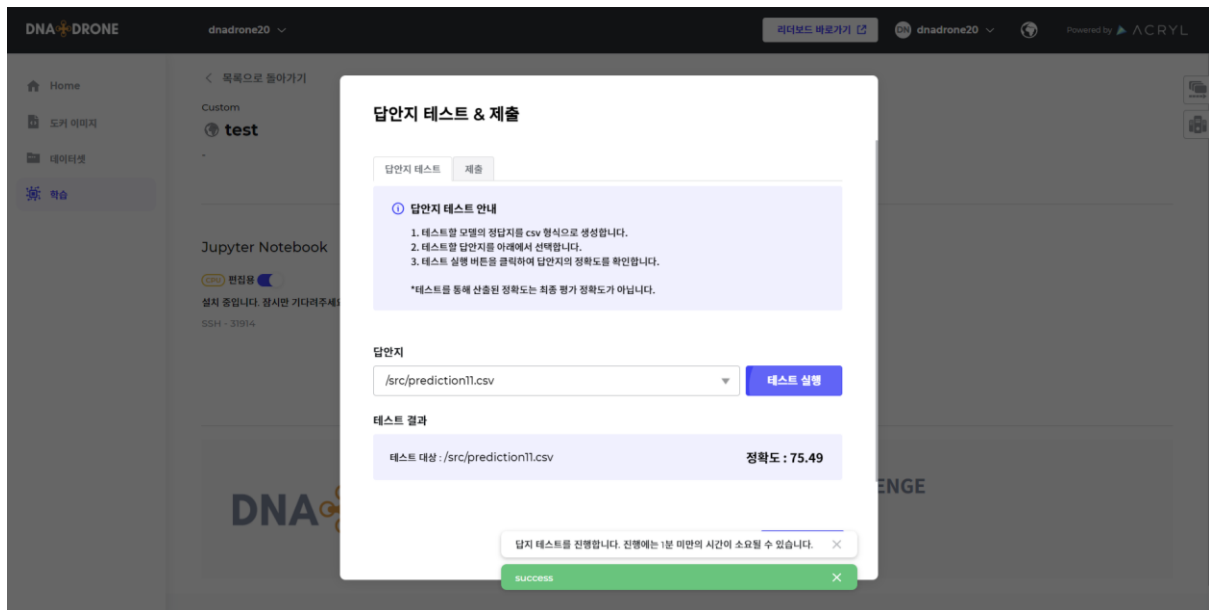 DNA DRONE
dnadrone20
리더보드 바로가기
DN dnadrone20
Powered by ACRYL
Home
도커 이미지
데이터셋
학습
목록으로 돌아가기
Custom
test
-
Jupyter Notebook
CPU 편집용
설치 중입니다. 잠시만 기다려주세요
SSH - 31914
답안지 테스트 & 제출
답안지 테스트 제출
답안지 테스트 안내
1. 테스트할 모델의 정답지를 csv 형식으로 생성합니다.
2. 테스트할 답안지를 아래에서 선택합니다.
3. 테스트 실행 버튼을 클릭하여 답안지의 정확도를 확인합니다.
*테스트를 통해 산출된 정확도는 최종 평가 정확도가 아닙니다.
답안지
/src/prediction11.csv
테스트 실행
테스트 결과
테스트 대상 : /src/prediction11.csv 정확도 : 75.49
DNA
ENGE
답지 테스트를 진행합니다. 진행에는 1분 미만의 시간이 소요될 수 있습니다.
success